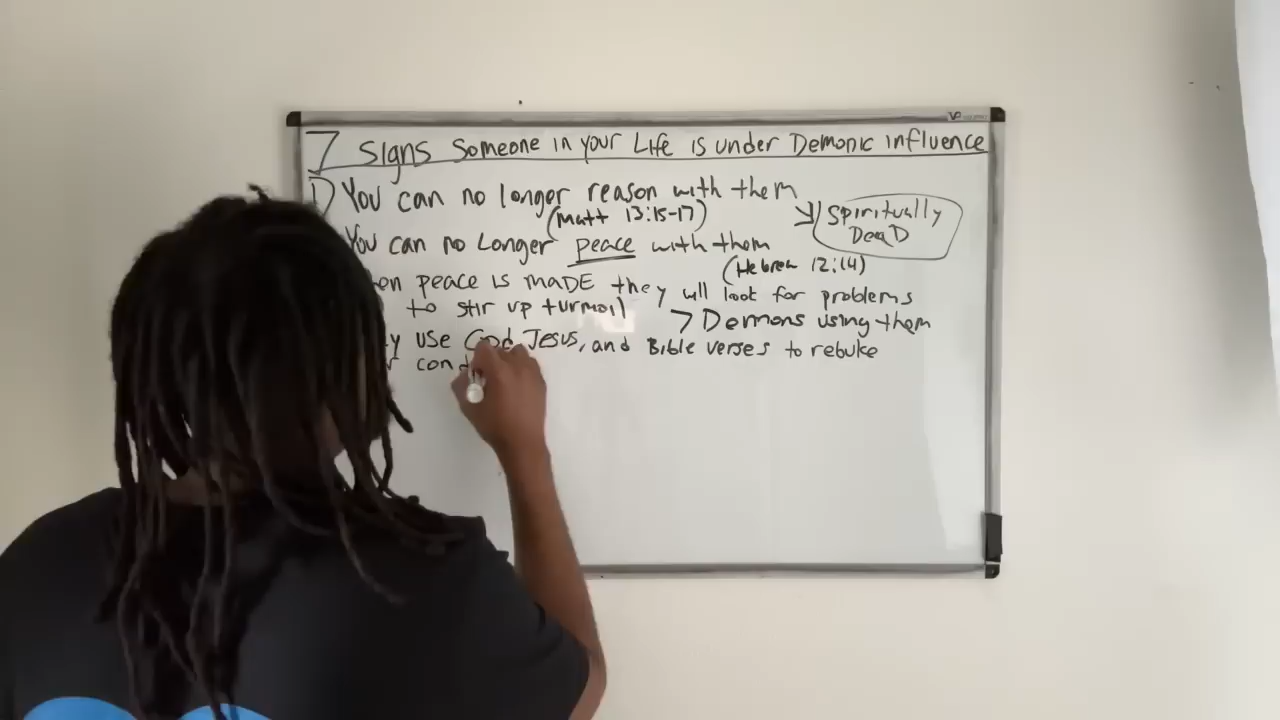 7 Signs Someone in your Life is under Demonic influence
1) You can no longer reason with them
(Matt 13:15-17)
Spiritually
DeaD
You can no Longer peace with them
(Hebrew 12:14)
peace is maDE they will look for problems
to stir up turmoil
> Demons using them
use God, Jesus, and Bible verses to rebuke